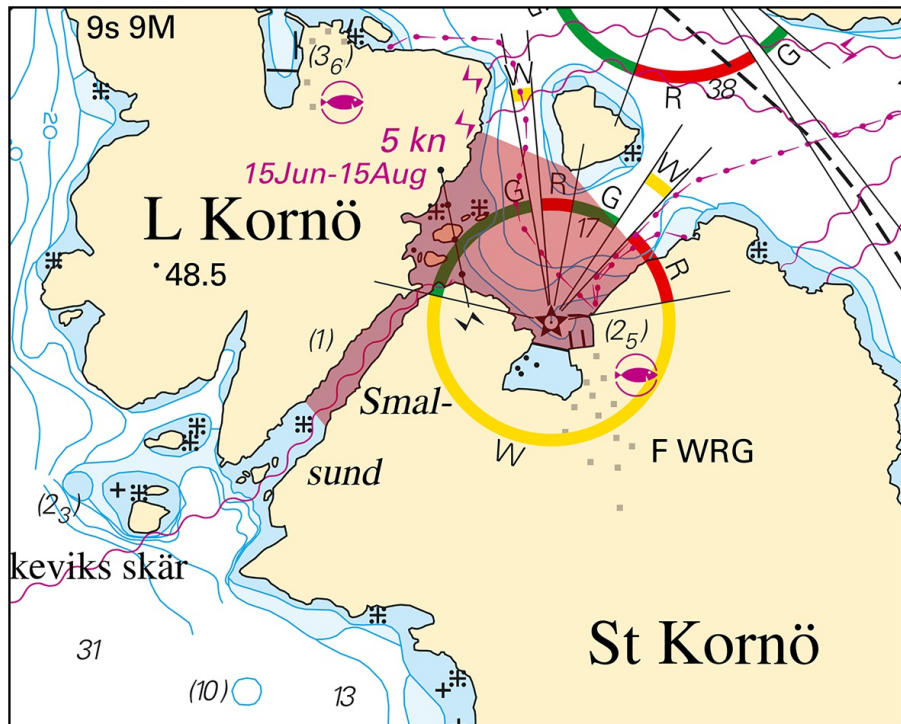 9s 9M
(3₆)
W
G
R
38
5 kn
15Jun-15Aug
W
G
R
G
17
R
L Kornö
48.5
(1)
(2₅)
Smal-
sund
W
F WRG
(2₃)
keviks skär
St Kornö
31
(10)
13
20